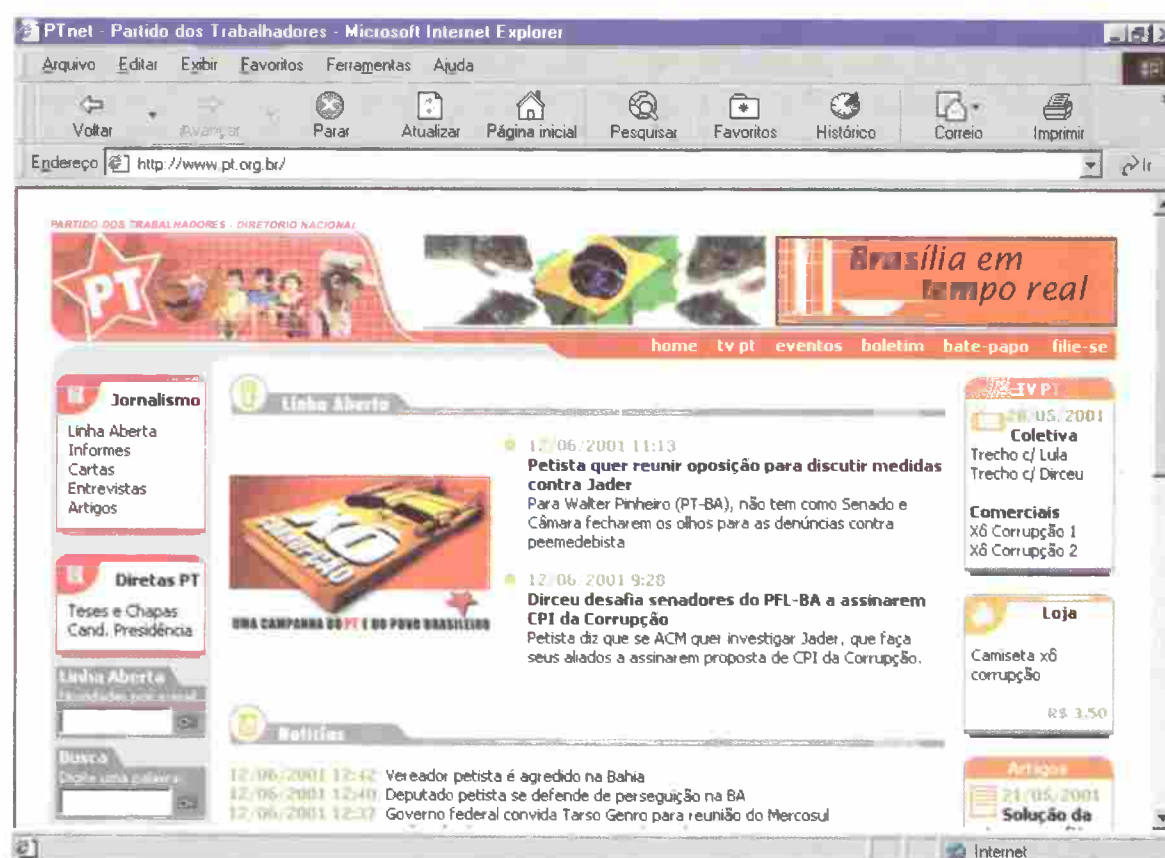 PTnet - Partido dos Trabalhadores - Microsoft Internet Explorer
Arquivo Editar Exibir Favoritos Ferramentas Ajuda
Voltar Avançar Parar Atualizar Página inicial Pesquisar Favoritos Histórico Correio Imprimir
Endereço http://www.pt.org.br/ Ir
PARTIDO DOS TRABALHADORES - DIRETORIO NACIONAL
PT
Brasília em
tempo real
home tv pt eventos boletim bate-papo filie-se
Jornalismo
Linha Aberta
Informes
Cartas
Entrevistas
Artigos
Diretas PT
Teses e Chapas
Cand. Presidência
Linha Aberta
Busca
Digite uma palavra
Linha Aberta
XÔ
CORRUPÇÃO
UMA CAMPANHA DO PT E DO POVO BRASILEIRO
12/06/2001 11:13
Petista quer reunir oposição para discutir medidas
contra Jader
Para Walter Pinheiro (PT-BA), não tem como Senado e
Câmara fecharem os olhos para as denúncias contra
peemedebista
12/06/2001 9:28
Dirceu desafia senadores do PFL-BA a assinarem
CPI da Corrupção
Petista diz que se ACM quer investigar Jader, que faça
seus aliados a assinarem proposta de CPI da Corrupção.
Notícias
12/06/2001 12:42 Vereador petista é agredido na Bahia
12/06/2001 12:40 Deputado petista se defende de perseguição na BA
12/06/2001 12:37 Governo federal convida Tarso Genro para reunião do Mercosul
TV PT
28/05/2001
Coletiva
Trecho c/ Lula
Trecho c/ Dirceu
Comerciais
Xô Corrupção 1
Xô Corrupção 2
Loja
Camiseta xô
corrupção
R$ 3,50
Artigos
21/05/2001
Solução da
Internet